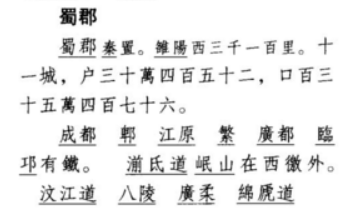 蜀郡
蜀郡秦置。雒陽西三千一百里。十
一城，户三十萬四百五十二，口百三
十五萬四百七十六。
成都 郫 江原 繁 廣都 臨
邛有鐵。 湔氐道岷山在西徼外。
汶江道 八陵 廣柔 綿虒道